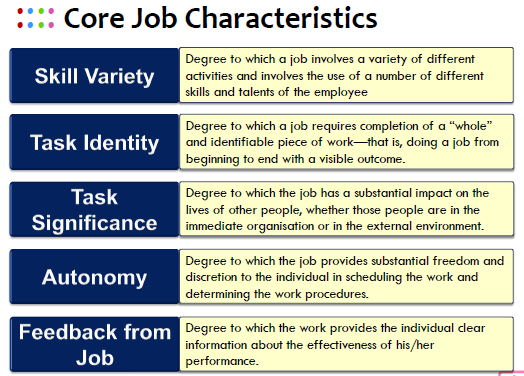 Core Job Characteristics
Skill Variety
Degree to which a job involves a variety of different
activities and involves the use of a number of different
skills and talents of the employee
Task Identity
Degree to which a job requires completion of a “whole”
and identifiable piece of work—that is, doing a job from
beginning to end with a visible outcome.
Task
Significance
Degree to which the job has a substantial impact on the
lives of other people, whether those people are in the
immediate organisation or in the external environment.
Autonomy
Degree to which the job provides substantial freedom and
discretion to the individual in scheduling the work and
determining the work procedures.
Feedback from
Job
Degree to which the work provides the individual clear
information about the effectiveness of his/her
performance.